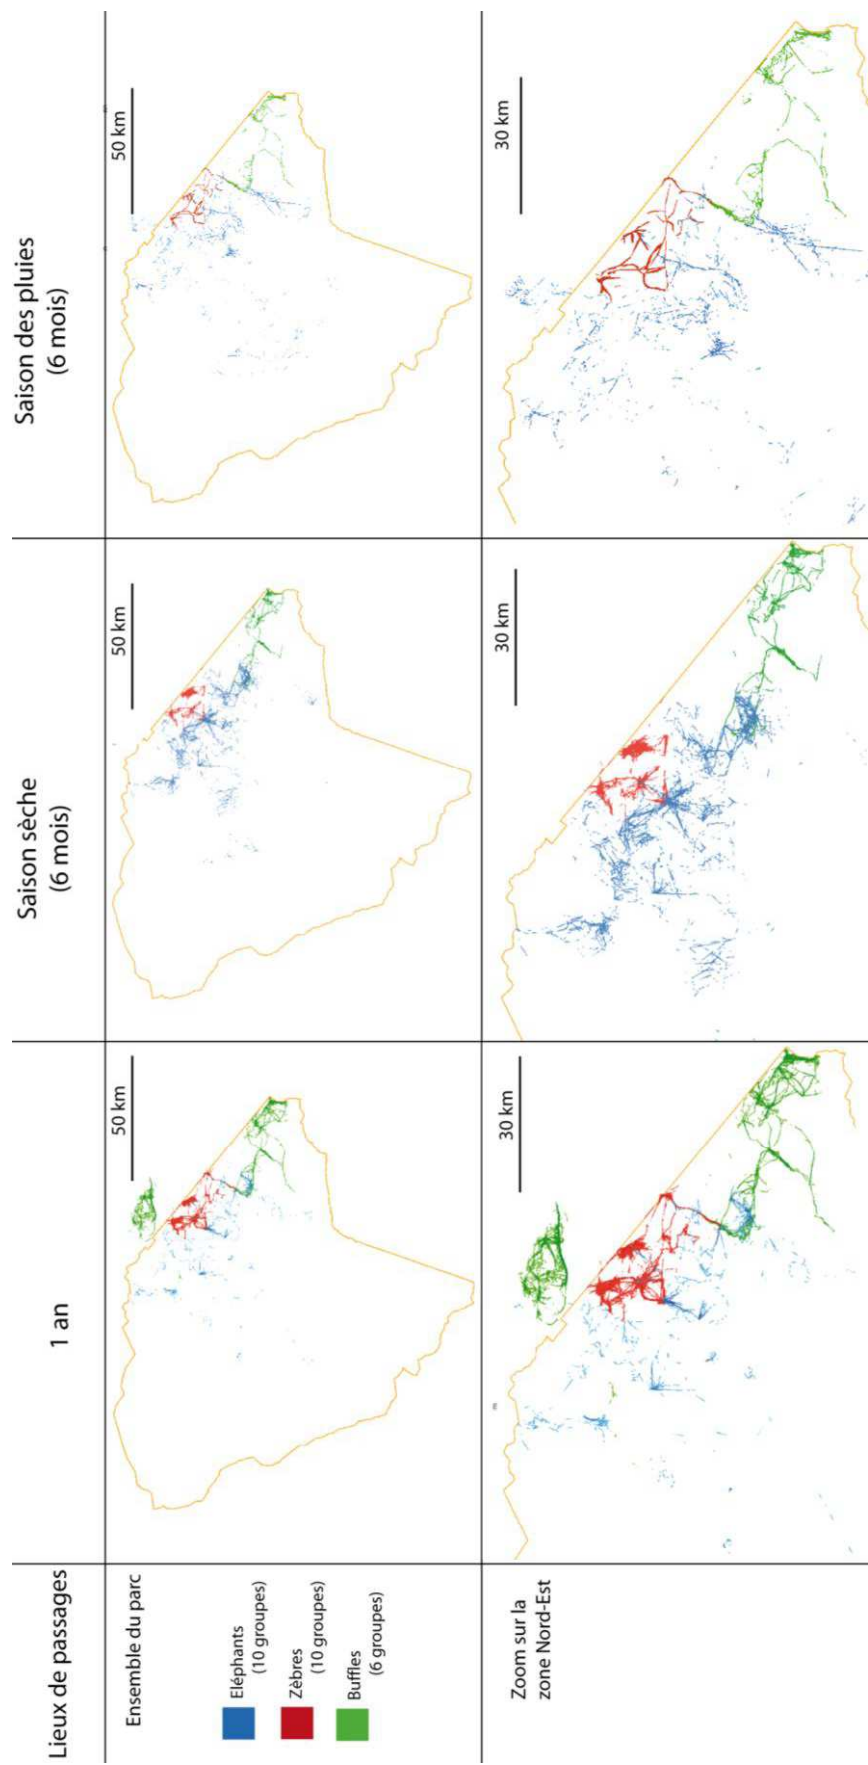 Lieux de passages
1 an
Saison sèche
(6 mois)
Saison des pluies
(6 mois)
Ensemble du parc
Eléphants
(10 groupes)
Zèbres
(10 groupes)
Buffles
(6 groupes)
50 km
50 km
50 km
Zoom sur la
zone Nord-Est
30 km
30 km
30 km